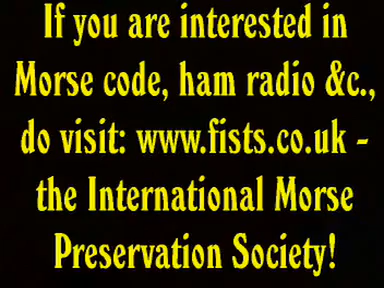 If you are interested in
Morse code, ham radio &c.,
do visit: www.fists.co.uk -
the International Morse
Preservation Society!